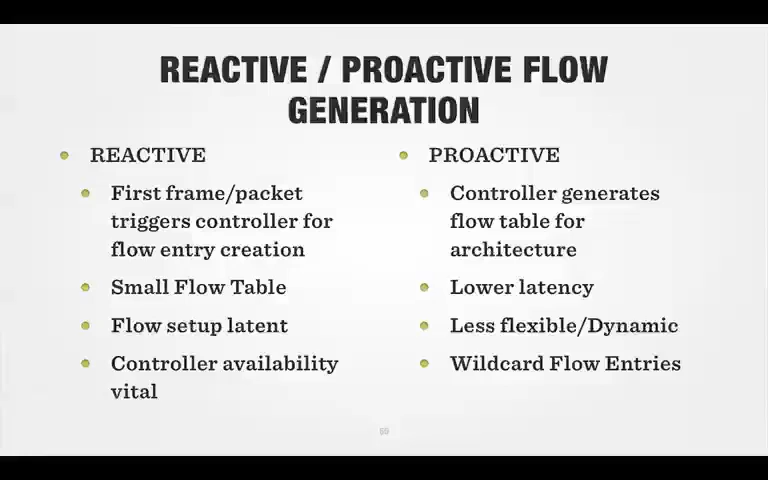 REACTIVE / PROACTIVE FLOW
GENERATION
REACTIVE
First frame/packet
triggers controller for
flow entry creation
Small Flow Table
Flow setup latent
Controller availability
vital
PROACTIVE
Controller generates
flow table for
architecture
Lower latency
Less flexible/Dynamic
Wildcard Flow Entries